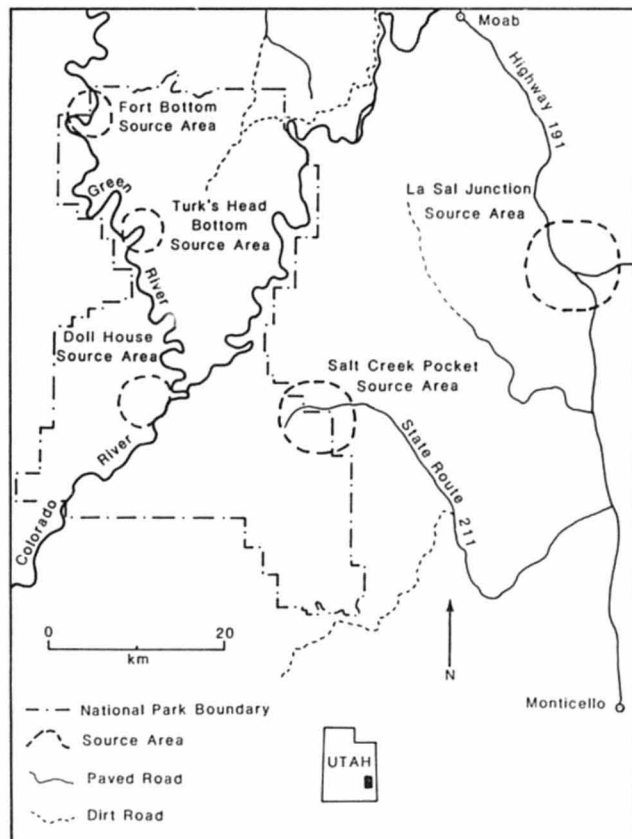 Moab
Highway 191
Fort Bottom
Source Area
Green
River
Turk's Head
Bottom
Source Area
La Sal Junction
Source Area
Doll House
Source Area
Salt Creek Pocket
Source Area
State Route
211
Colorado
River
0 20
km
N
Monticello
National Park Boundary
Source Area
Paved Road
Dirt Road
UTAH